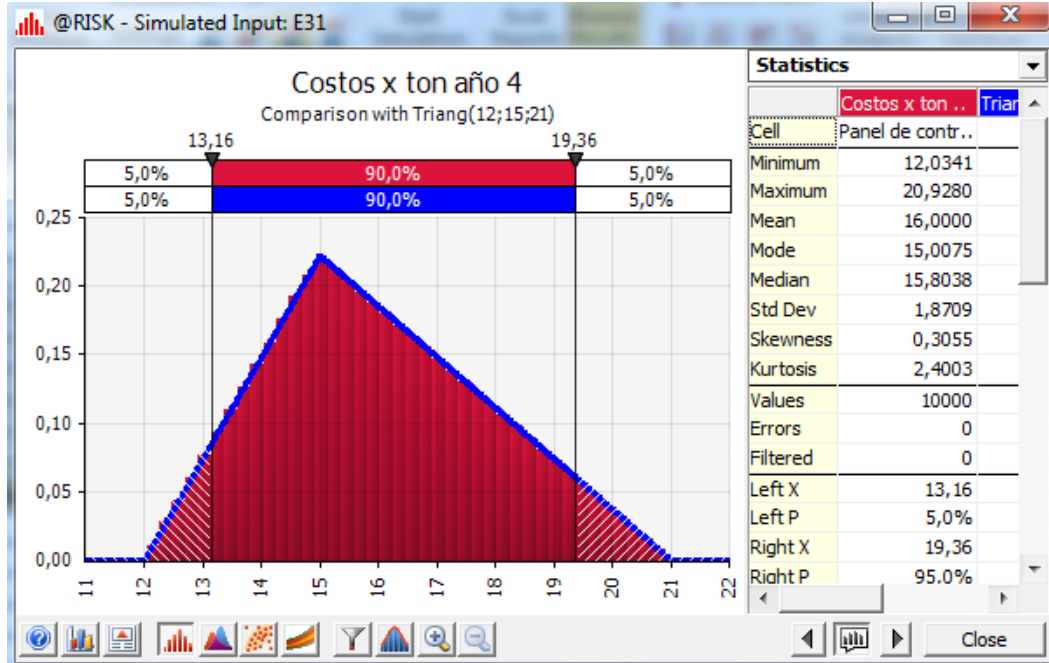 @RISK - Simulated Input: E31
Costos x ton año 4
Comparison with Triang(12;15;21)
13,16 19,36
5,0% 90,0% 5,0%
5,0% 90,0% 5,0%
0,25
0,20
0,15
0,10
0,05
0,00
11 12 13 14 15 16 17 18 19 20 21 22
Statistics
Costos x ton .. Triar
Cell Panel de contr..
Minimum 12,0341
Maximum 20,9280
Mean 16,0000
Mode 15,0075
Median 15,8038
Std Dev 1,8709
Skewness 0,3055
Kurtosis 2,4003
Values 10000
Errors 0
Filtered 0
Left X 13,16
Left P 5,0%
Right X 19,36
Right P 95,0%
Close